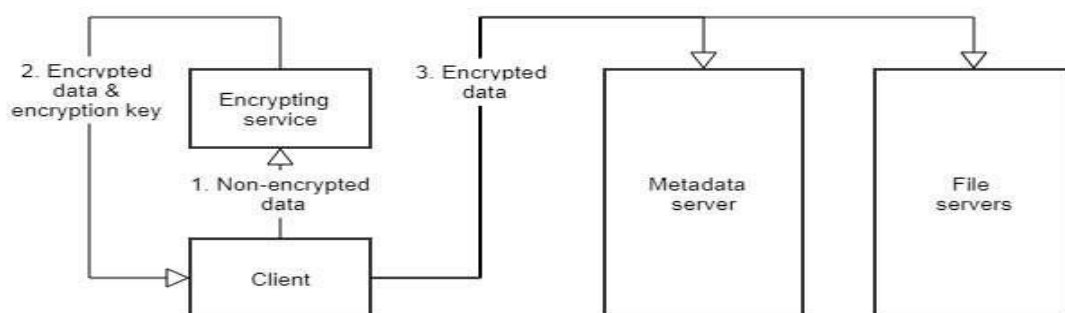 2. Encrypted
data &
encryption key
Encrypting
service
1. Non-encrypted
data
Client
3. Encrypted
data
Metadata
server
File
servers